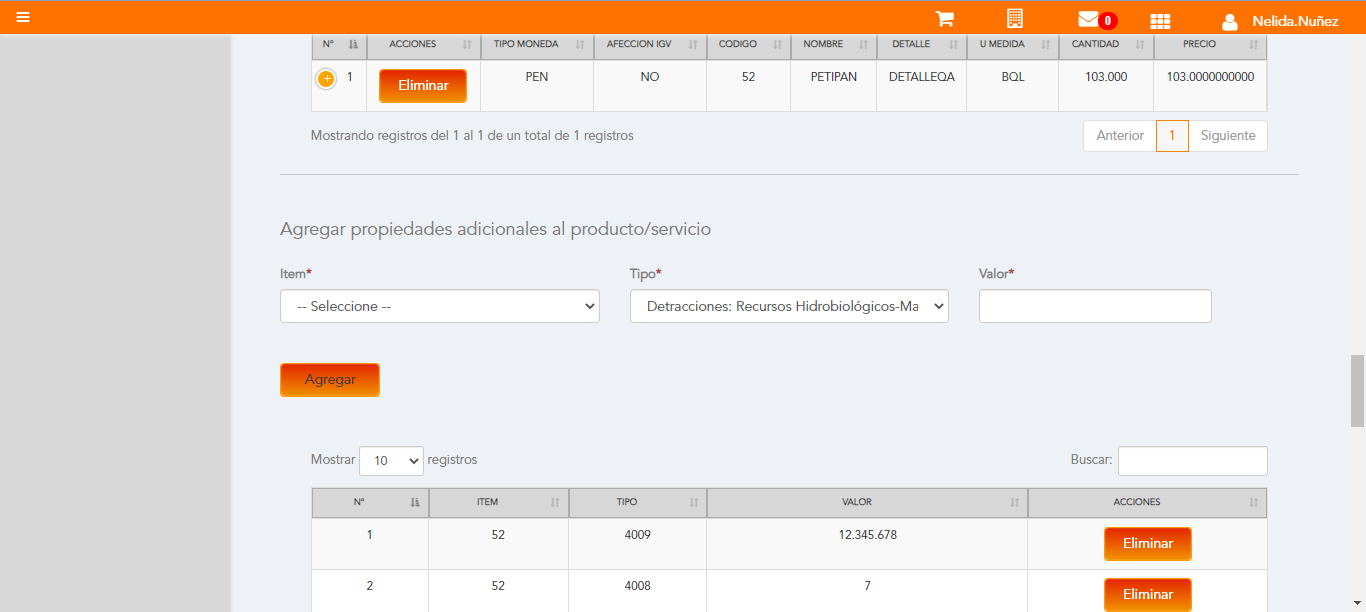 0 Nelida.Nuñez
N° ACCIONES TIPO MONEDA AFECCION IGV CODIGO NOMBRE DETALLE U MEDIDA CANTIDAD PRECIO
1 Eliminar PEN NO 52 PETIPAN DETALLEQA BQL 103.000 103.0000000000
Mostrando registros del 1 al 1 de un total de 1 registros Anterior 1 Siguiente
Agregar propiedades adicionales al producto/servicio
Item* Tipo* Valor*
-- Seleccione -- Detracciones: Recursos Hidrobiológicos-Ma
Agregar
Mostrar 10 registros Buscar:
N° ITEM TIPO VALOR ACCIONES
1 52 4009 12.345.678 Eliminar
2 52 4008 7 Eliminar